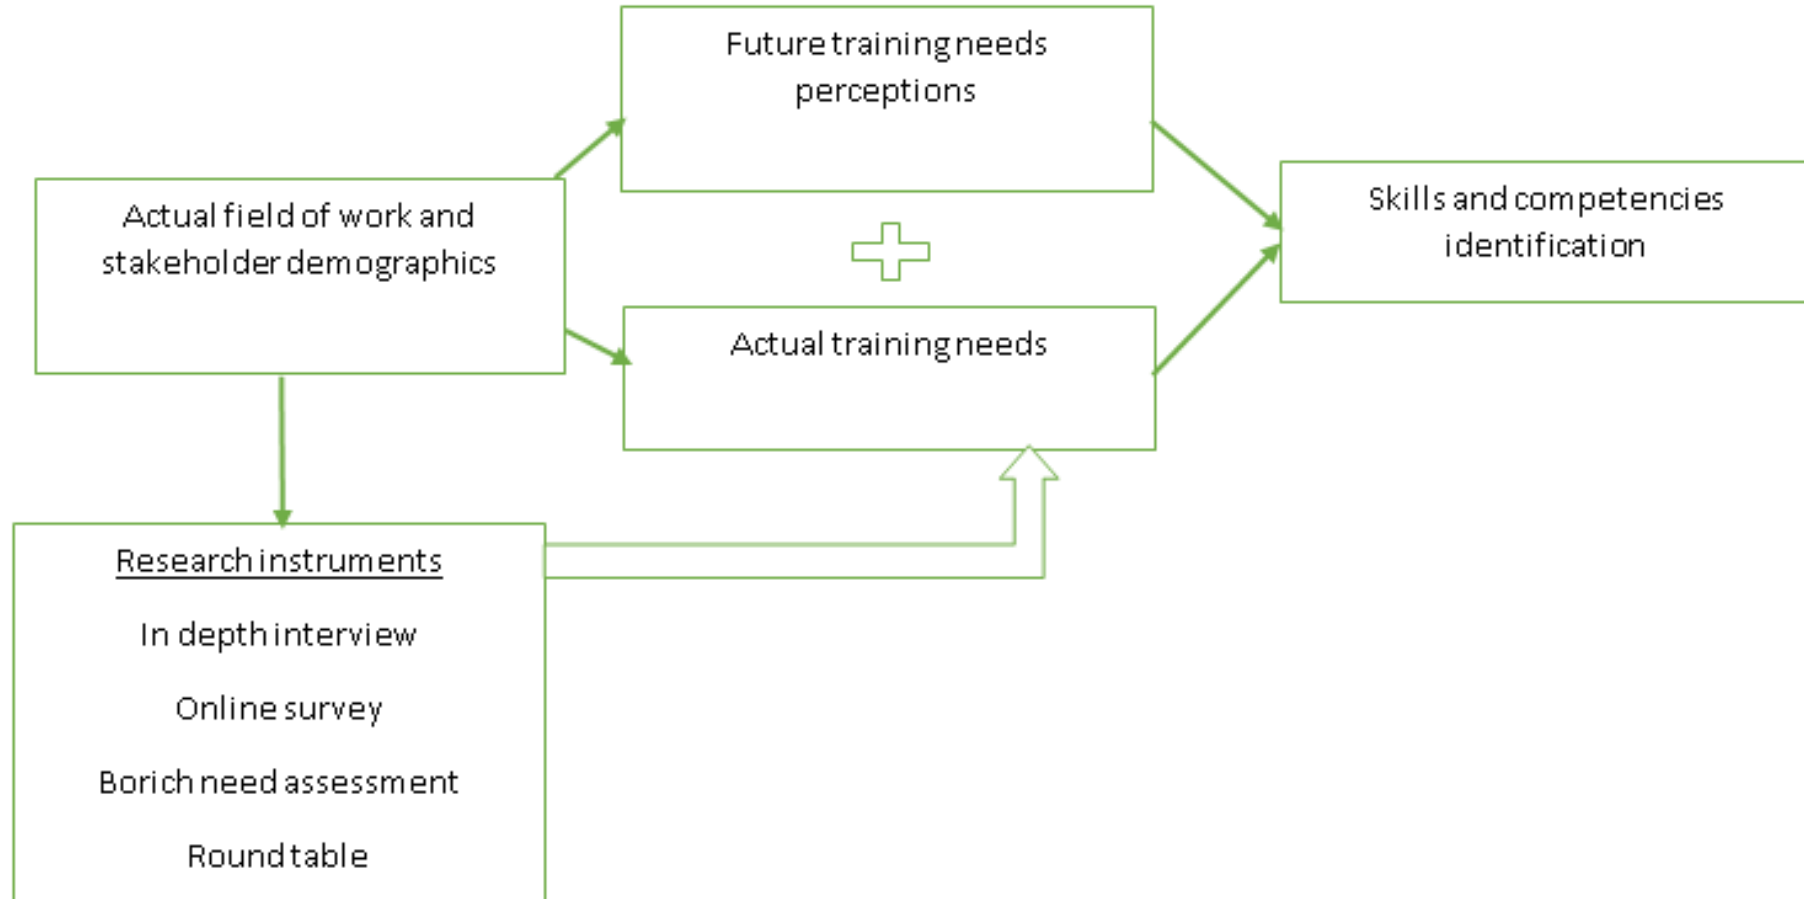 Future training needs
perceptions
Actual field of work and
stakeholder demographics
Skills and competencies
identification
Actual training needs
Research instruments
In depth interview
Online survey
Borich need assessment
Round table